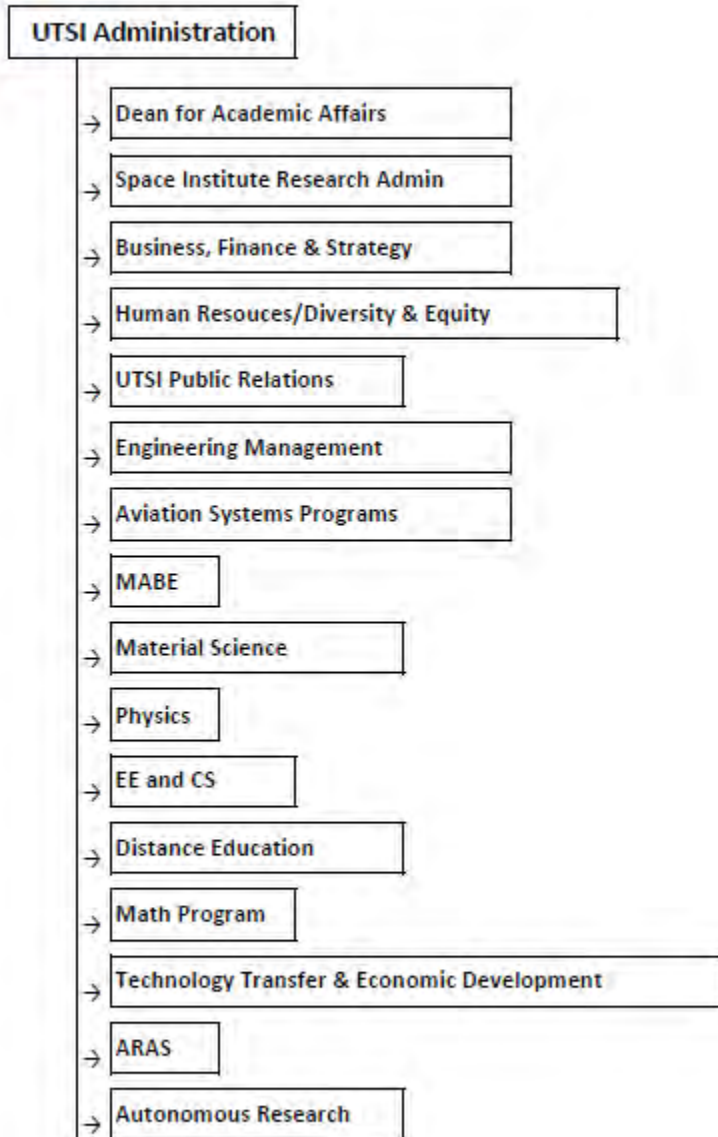 UTSI Administration
Dean for Academic Affairs
Space Institute Research Admin
Business, Finance & Strategy
Human Resouces/Diversity & Equity
UTSI Public Relations
Engineering Management
Aviation Systems Programs
MABE
Material Science
Physics
EE and CS
Distance Education
Math Program
Technology Transfer & Economic Development
ARAS
Autonomous Research